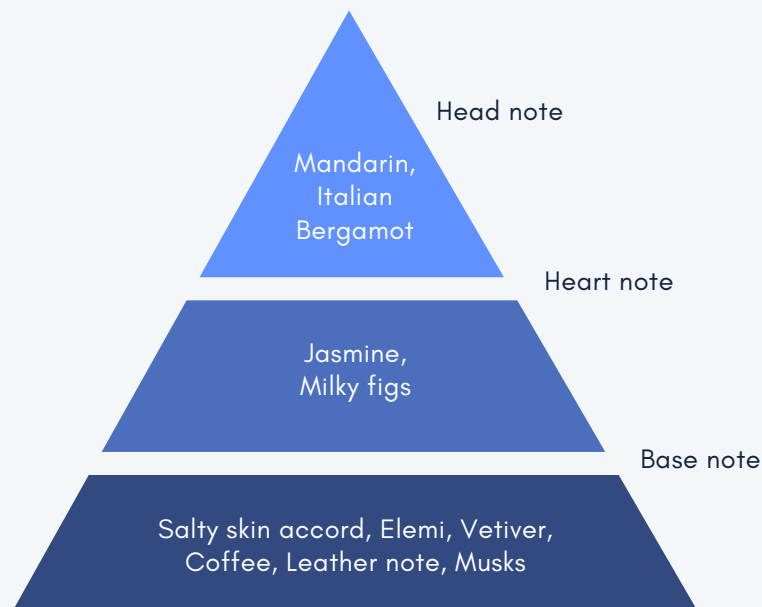 Head note
Mandarin,
Italian
Bergamot
Heart note
Jasmine,
Milky figs
Base note
Salty skin accord, Elemi, Vetiver,
Coffee, Leather note, Musks